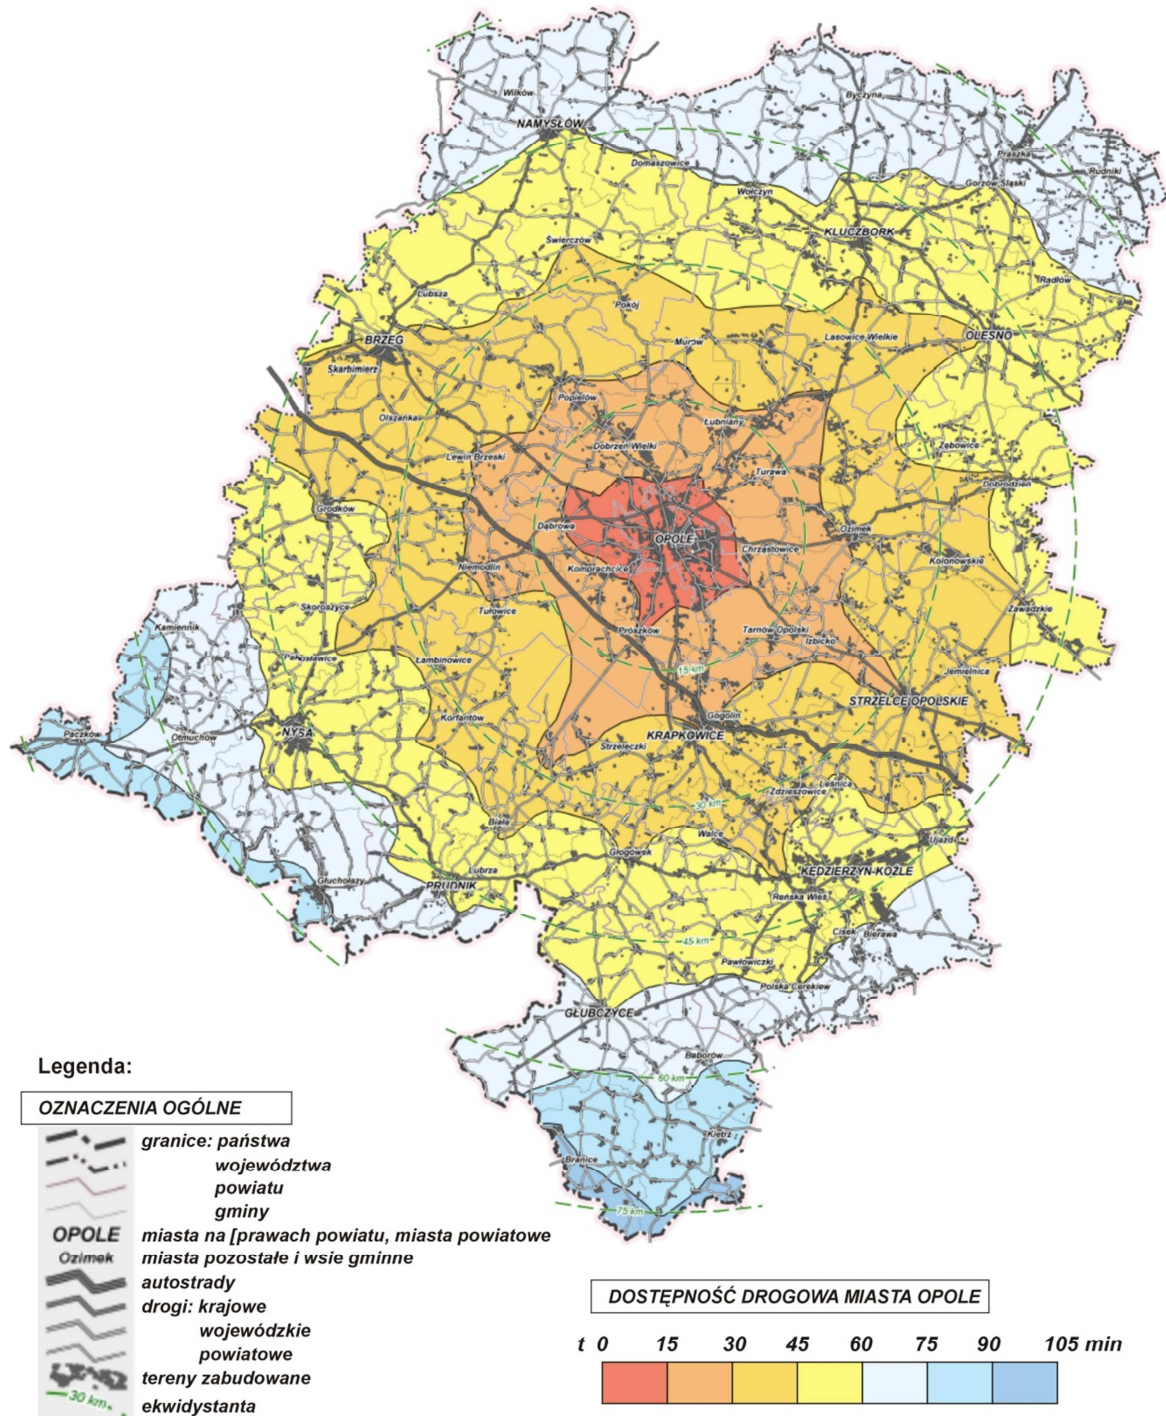 Wilków
NAMYSŁÓW
Byczyna
Praszka
Rudniki
Domaszowice
Wołczyn
Gorzów Śląski
KLUCZBORK
Świerczów
Radłów
Lubsza
Pokój
BRZEG
Murów
Lasowice Wielkie
OLESNO
Skarbimierz
Popielów
Olszanka
Łubniany
Dobrzeń Wielki
Zębowice
Lewin Brzeski
Turawa
Dobrodzień
Grodków
Dąbrowa
OPOLE
Ozimek
Chrząstowice
Kolonowskie
Niemodlin
Komprachcice
Skoroszyce
Tułowice
Zawadzkie
Kamiennik
Prószków
Tarnów Opolski
Izbicko
Pakosławice
Łambinowice
15 km
Jemielnica
STRZELCE OPOLSKIE
Korfantów
Gogolin
Paczków
Otmuchów
NYSA
KRAPKOWICE
Strzeleczki
Leśnica
Zdzieszowice
30 km
Biała
Walce
Ujazd
Głogówek
Lubrza
KĘDZIERZYN-KOŹLE
Głuchołazy
PRUDNIK
Reńska Wieś
Cisek
Bierawa
45 km
Pawłowiczki
Polska Cerekiew
GŁUBCZYCE
Baborów
60 km
Kietrz
Branice
75 km
Legenda:
OZNACZENIA OGÓLNE
granice: państwa
województwa
powiatu
gminy
OPOLE miasta na [prawach powiatu, miasta powiatowe
Ozimek miasta pozostałe i wsie gminne
autostrady
drogi: krajowe
wojewódzkie
powiatowe
tereny zabudowane
30 km ekwidystanta
DOSTĘPNOŚĆ DROGOWA MIASTA OPOLE
t 0 15 30 45 60 75 90 105 min